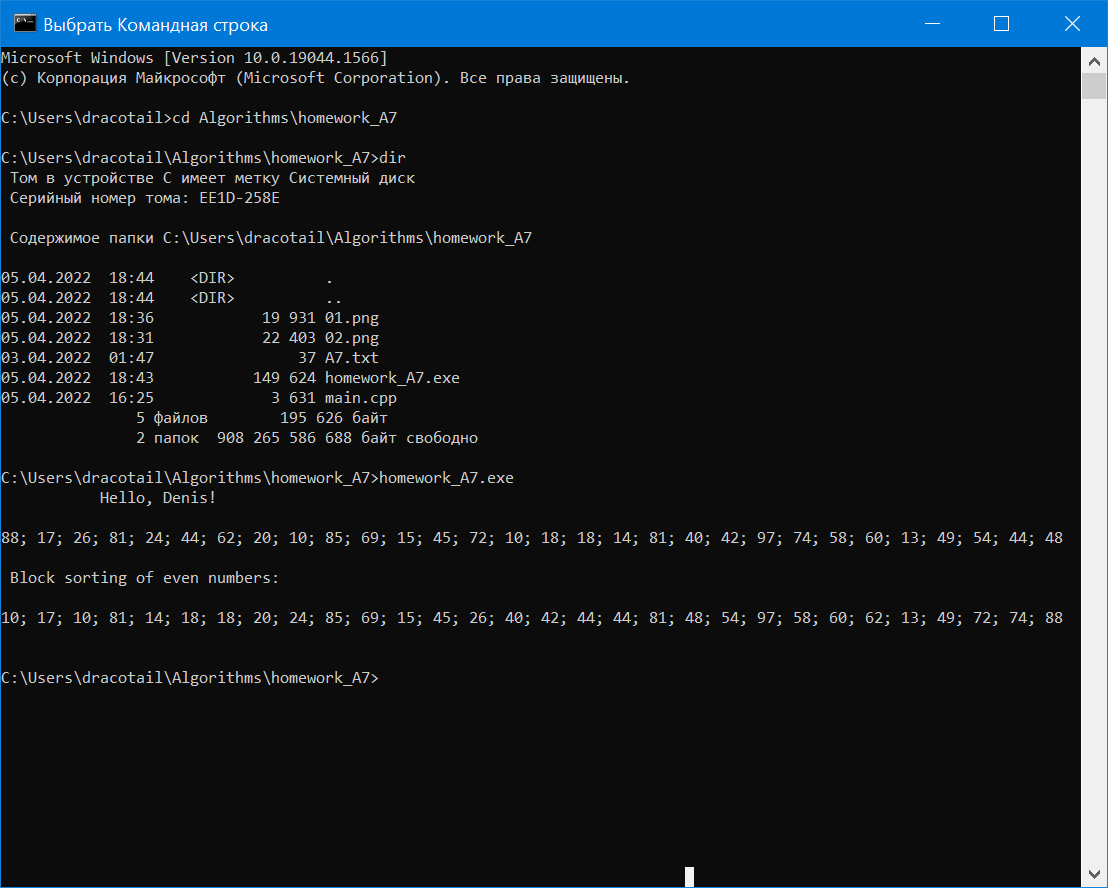 Выбрать Командная строка
Microsoft Windows [Version 10.0.19044.1566]
(c) Корпорация Майкрософт (Microsoft Corporation). Все права защищены.
C:\Users\dracotail>cd Algorithms\homework_A7
C:\Users\dracotail\Algorithms\homework_A7>dir
Том в устройстве C имеет метку Системный диск
Серийный номер тома: EE1D-258E
Содержимое папки C:\Users\dracotail\Algorithms\homework_A7
05.04.2022  18:44    <DIR>          .
05.04.2022  18:44    <DIR>          ..
05.04.2022  18:36            19 931 01.png
05.04.2022  18:31            22 403 02.png
03.04.2022  01:47                37 A7.txt
05.04.2022  18:43           149 624 homework_A7.exe
05.04.2022  16:25             3 631 main.cpp
5 файлов        195 626 байт
2 папок  908 265 586 688 байт свободно
C:\Users\dracotail\Algorithms\homework_A7>homework_A7.exe
Hello, Denis!
88; 17; 26; 81; 24; 44; 62; 20; 10; 85; 69; 15; 45; 72; 10; 18; 18; 14; 81; 40; 42; 97; 74; 58; 60; 13; 49; 54; 44; 48
Block sorting of even numbers:
10; 17; 10; 81; 14; 18; 18; 20; 24; 85; 69; 15; 45; 26; 40; 42; 44; 44; 81; 48; 54; 97; 58; 60; 62; 13; 49; 72; 74; 88
C:\Users\dracotail\Algorithms\homework_A7>